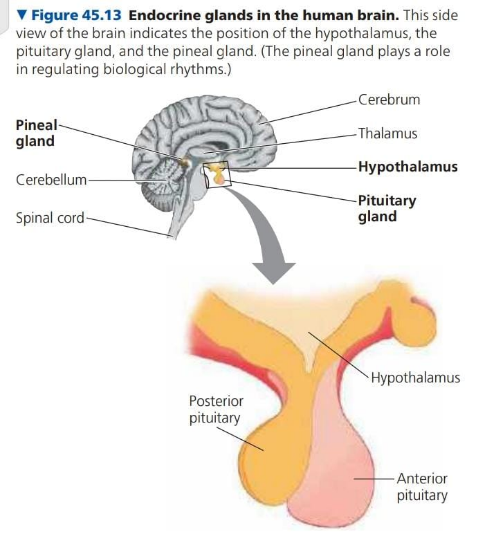 ▼ Figure 45.13 Endocrine glands in the human brain. This side
view of the brain indicates the position of the hypothalamus, the
pituitary gland, and the pineal gland. (The pineal gland plays a role
in regulating biological rhythms.)
Cerebrum
Pineal
gland
Thalamus
Hypothalamus
Cerebellum
Pituitary
gland
Spinal cord
Hypothalamus
Posterior
pituitary
Anterior
pituitary